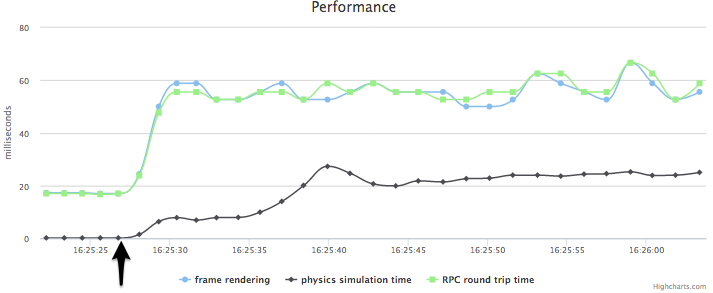 Performance
80
60
40
20
0
milliseconds
16:25:25 16:25:30 16:25:35 16:25:40 16:25:45 16:25:50 16:25:55 16:26:00
frame rendering physics simulation time RPC round trip time
Highcharts.com